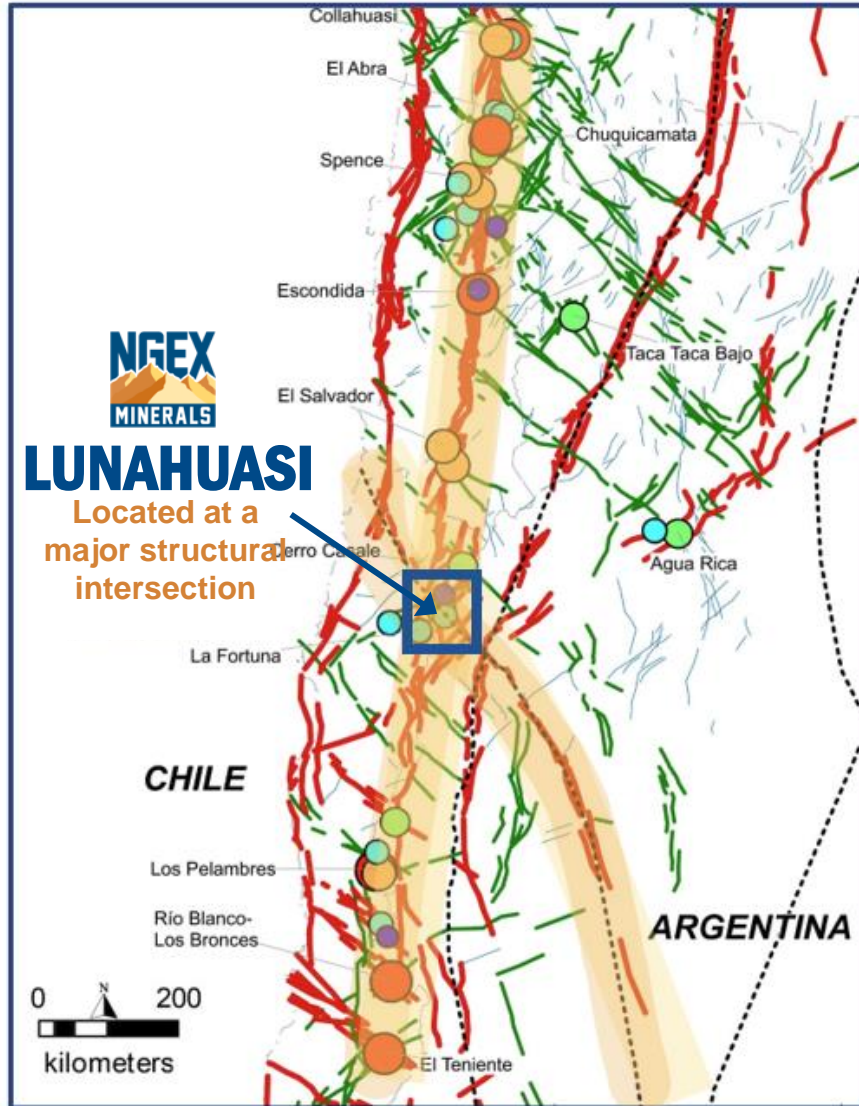 Collahuasi
El Abra
Chuquicamata
Spence
Escondida
Taca Taca Bajo
NGEX
MINERALS
El Salvador
LUNAHUASI
Located at a
major structural
intersection
Cerro Casale
Agua Rica
La Fortuna
CHILE
Los Pelambres
Río Blanco-
Los Bronces
ARGENTINA
0 N 200
kilometers
El Teniente